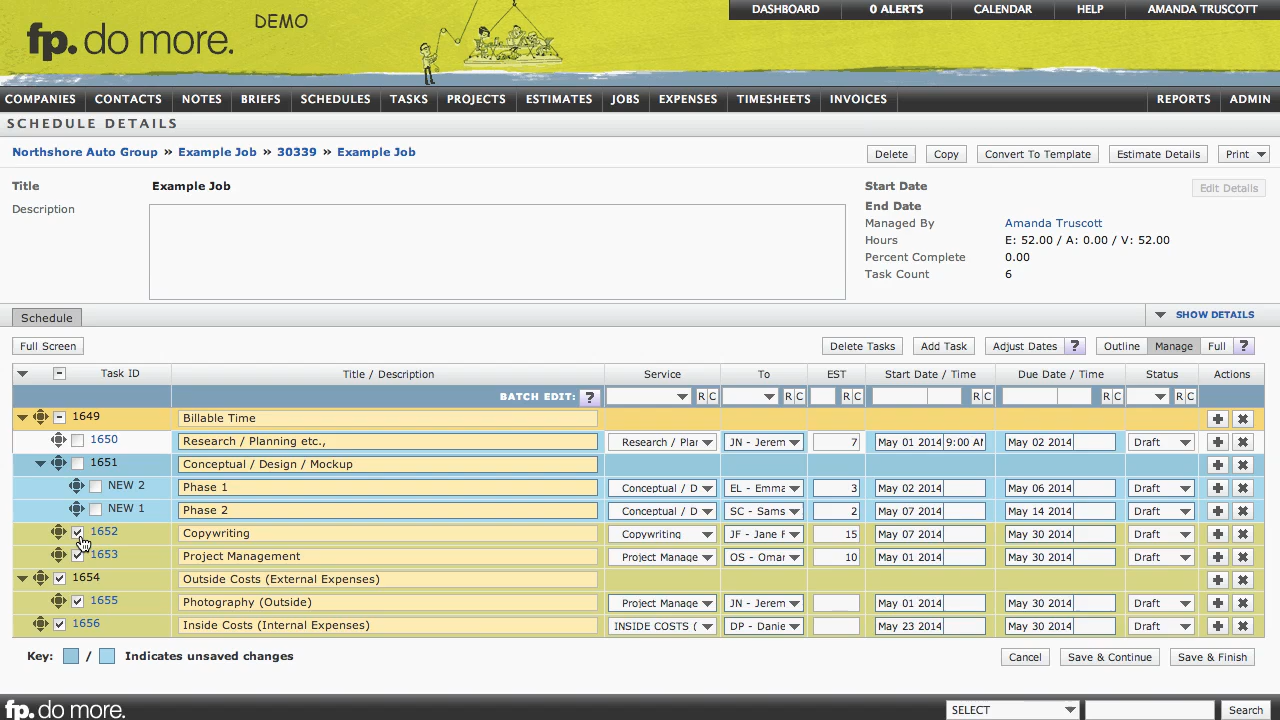 DASHBOARD 0 ALERTS CALENDAR HELP AMANDA TRUSCOTT
fp. do more. DEMO
COMPANIES CONTACTS NOTES BRIEFS SCHEDULES TASKS PROJECTS ESTIMATES JOBS EXPENSES TIMESHEETS INVOICES REPORTS ADMIN
SCHEDULE DETAILS
Northshore Auto Group » Example Job » 30339 » Example Job Delete Copy Convert To Template Estimate Details Print
Title Example Job Start Date Edit Details
End Date
Description Managed By Amanda Truscott
Hours E: 52.00 / A: 0.00 / V: 52.00
Percent Complete 0.00
Task Count 6
Schedule SHOW DETAILS
Full Screen Delete Tasks Add Task Adjust Dates ? Outline Manage Full ?
Task ID Title / Description Service To EST Start Date / Time Due Date / Time Status Actions
BATCH EDIT: ? R C R C R C R C R C R C
1649 Billable Time
1650 Research / Planning etc., Research / Plar JN - Jerem 7 May 01 2014 9:00 AM May 02 2014 Draft
1651 Conceptual / Design / Mockup
NEW 2 Phase 1 Conceptual / D EL - Emma 3 May 02 2014 May 06 2014 Draft
NEW 1 Phase 2 Conceptual / D SC - Sams 2 May 07 2014 May 14 2014 Draft
1652 Copywriting Copywriting JF - Jane F 15 May 07 2014 May 30 2014 Draft
1653 Project Management Project Manage OS - Omar 10 May 01 2014 May 30 2014 Draft
1654 Outside Costs (External Expenses)
1655 Photography (Outside) Project Manage JN - Jerem May 01 2014 May 30 2014 Draft
1656 Inside Costs (Internal Expenses) INSIDE COSTS ( DP - Danie May 23 2014 May 30 2014 Draft
Key: / Indicates unsaved changes Cancel Save & Continue Save & Finish
fp. do more. SELECT Search